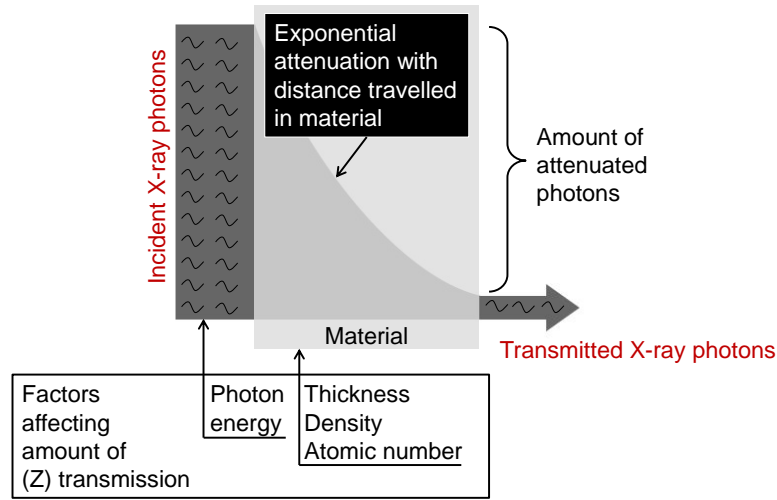 Incident X-ray photons
Exponential
attenuation with
distance travelled
in material
Amount of
attenuated
photons
Material
Transmitted X-ray photons
Factors
affecting
amount of
(Z) transmission
Photon
energy
Thickness
Density
Atomic number